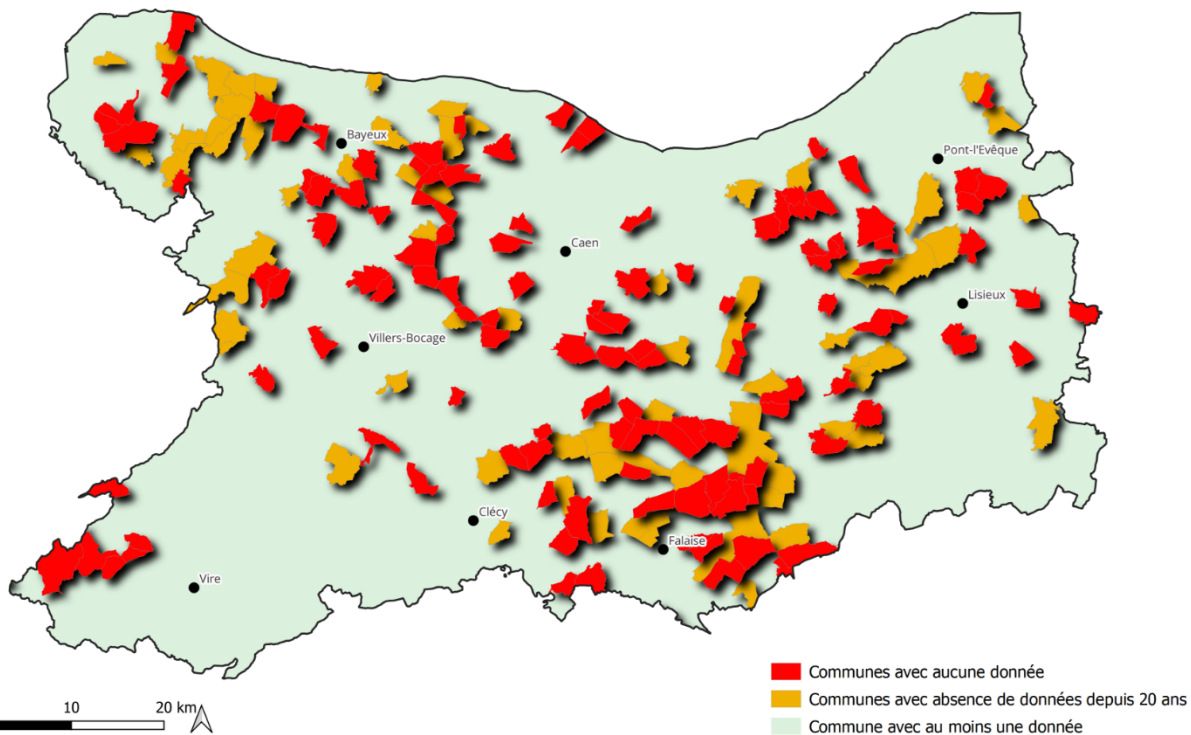 Bayeux
Pont-l'Evêque
Caen
Lisieux
Villers-Bocage
Clécy
Falaise
Vire
Communes avec aucune donnée
Communes avec absence de données depuis 20 ans
Commune avec au moins une donnée
10 20 km